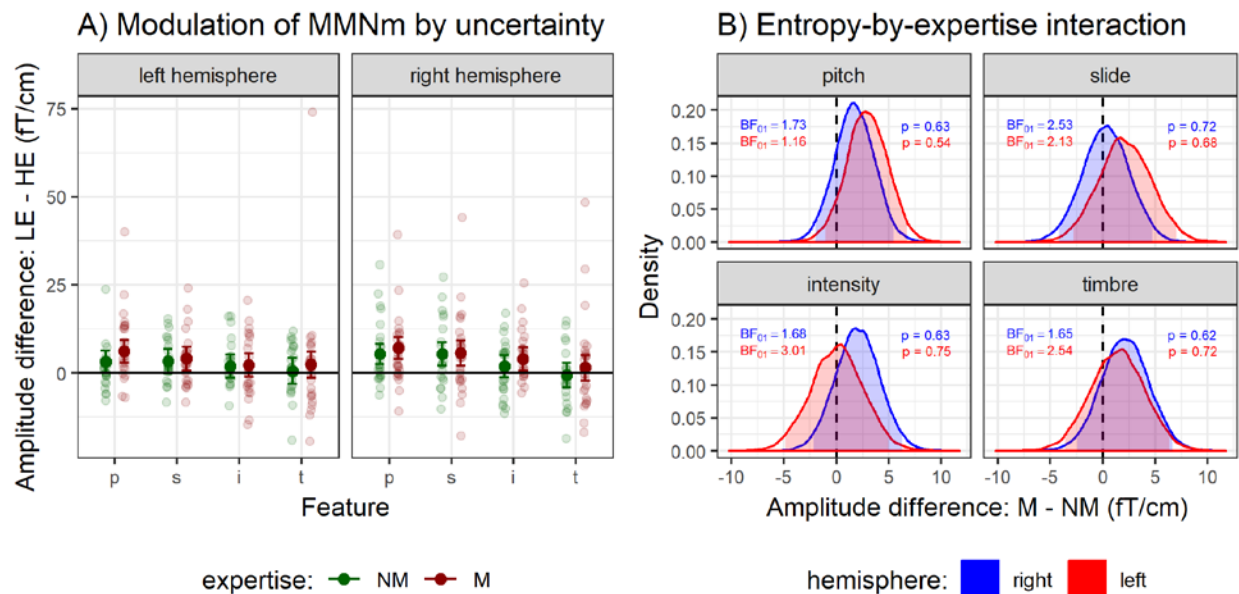 A) Modulation of MMNm by uncertainty
left hemisphere
right hemisphere
Amplitude difference: LE - HE (fT/cm)
75
50
25
0
p s i t
p s i t
Feature
expertise: NM M
B) Entropy-by-expertise interaction
pitch
slide
BF01 = 1.73
BF01 = 1.16
p = 0.63
p = 0.54
BF01 = 2.53
BF01 = 2.13
p = 0.72
p = 0.68
intensity
timbre
BF01 = 1.68
BF01 = 3.01
p = 0.63
p = 0.75
BF01 = 1.65
BF01 = 2.54
p = 0.62
p = 0.72
Density
0.20
0.15
0.10
0.05
0.00
0.20
0.15
0.10
0.05
0.00
-10 -5 0 5 10
-10 -5 0 5 10
Amplitude difference: M - NM (fT/cm)
hemisphere: right left